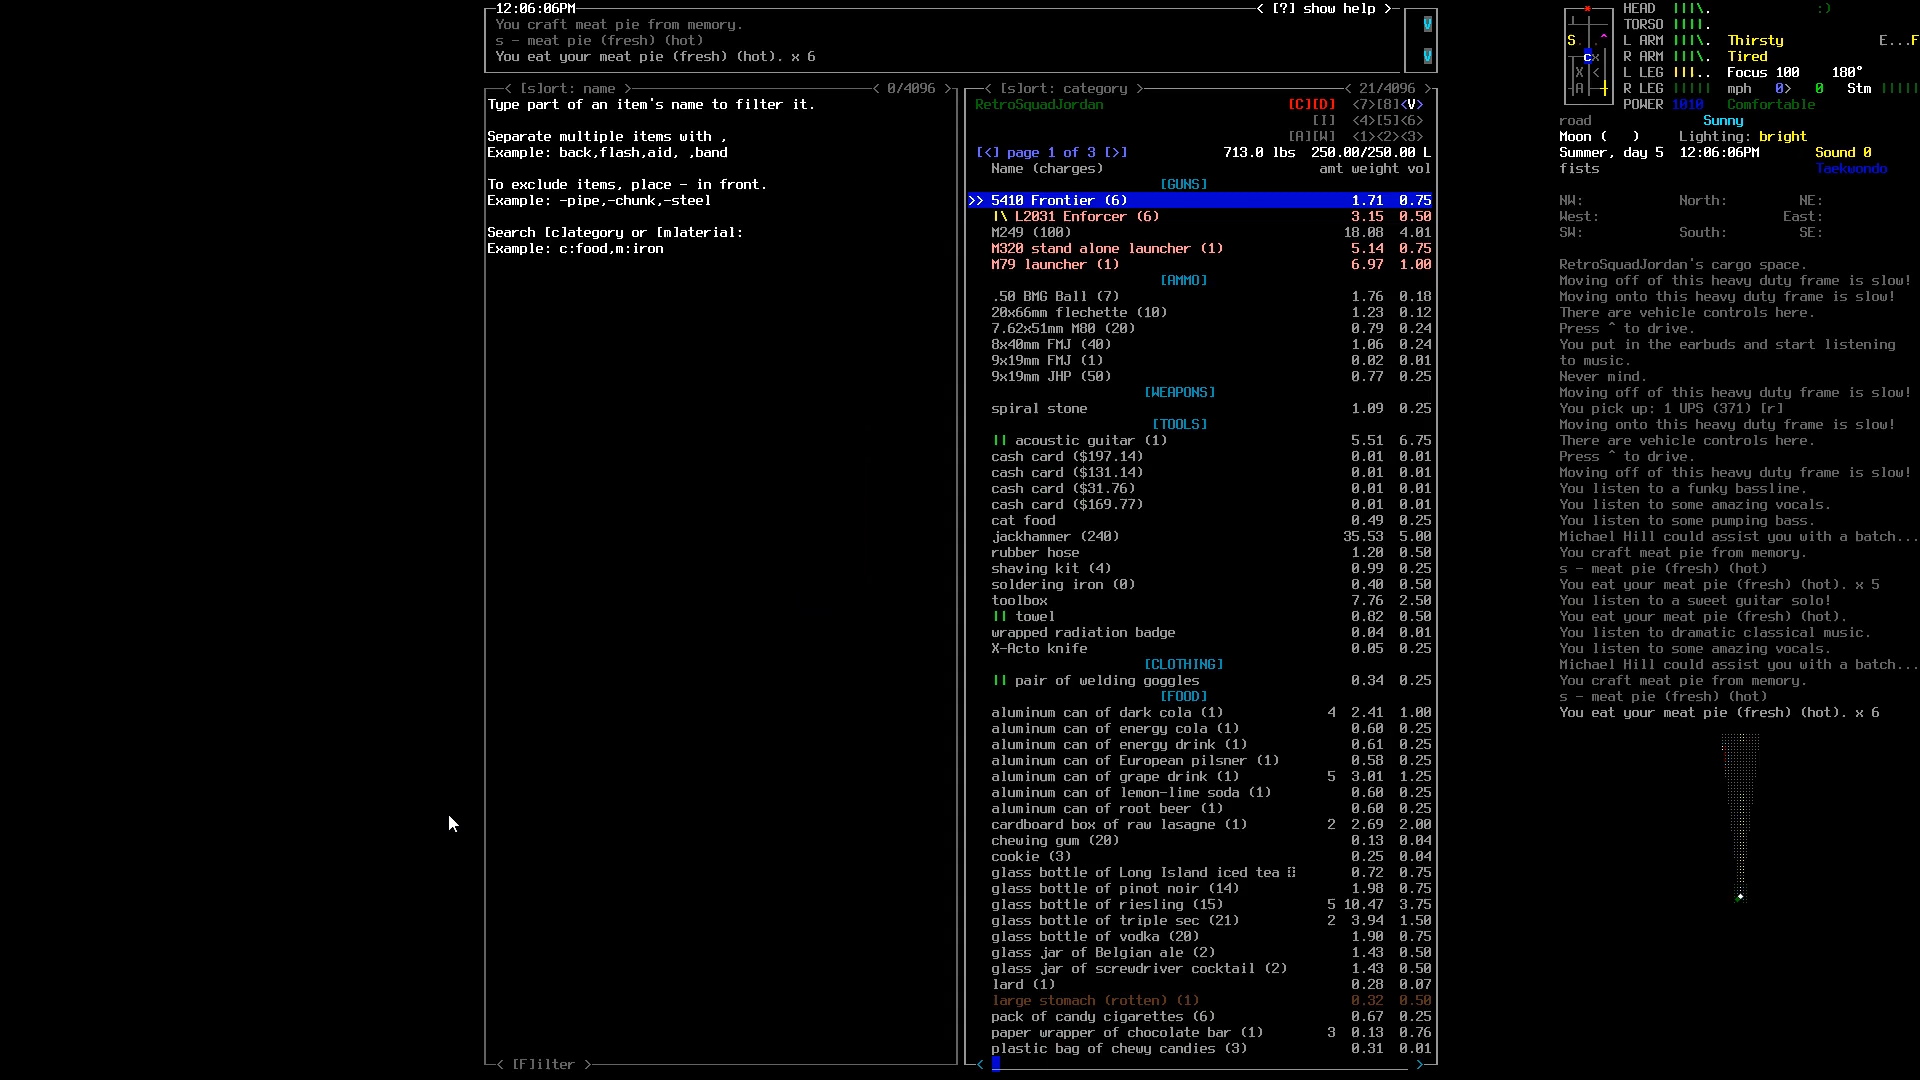 12:06:06PM
< [?] show help >
You craft meat pie from memory.
s - meat pie (fresh) (hot)
You eat your meat pie (fresh) (hot). x 6
V
V
< [s]ort: name >
< 0/4096 >
Type part of an item's name to filter it.
Separate multiple items with ,
Example: back,flash,aid, ,band
To exclude items, place - in front.
Example: -pipe,-chunk,-steel
Search [c]ategory or [m]aterial:
Example: c:food,m:iron
< [F]ilter >
< [s]ort: category >
< 21/4096 >
RetroSquadJordan [C][D] <7>[8]<V>
[I] <4>[5]<6>
[A][W] <1><2><3>
[<] page 1 of 3 [>] 713.0 lbs 250.00/250.00 L
Name (charges) amt weight vol
[GUNS]
>> 5410 Frontier (6) 1.71 0.75
|\ L2031 Enforcer (6) 3.15 0.50
M249 (100) 18.08 4.01
M320 stand alone launcher (1) 5.14 0.75
M79 launcher (1) 6.97 1.00
[AMMO]
.50 BMG Ball (7) 1.76 0.18
20x66mm flechette (10) 1.23 0.12
7.62x51mm M80 (20) 0.79 0.24
8x40mm FMJ (40) 1.06 0.24
9x19mm FMJ (1) 0.02 0.01
9x19mm JHP (50) 0.77 0.25
[WEAPONS]
spiral stone 1.09 0.25
[TOOLS]
|| acoustic guitar (1) 5.51 6.75
cash card ($197.14) 0.01 0.01
cash card ($131.14) 0.01 0.01
cash card ($31.76) 0.01 0.01
cash card ($169.77) 0.01 0.01
cat food 0.49 0.25
jackhammer (240) 35.53 5.00
rubber hose 1.20 0.50
shaving kit (4) 0.99 0.25
soldering iron (0) 0.40 0.50
toolbox 7.76 2.50
|| towel 0.82 0.50
wrapped radiation badge 0.04 0.01
X-Acto knife 0.05 0.25
[CLOTHING]
|| pair of welding goggles 0.34 0.25
[FOOD]
aluminum can of dark cola (1) 4 2.41 1.00
aluminum can of energy cola (1) 0.60 0.25
aluminum can of energy drink (1) 0.61 0.25
aluminum can of European pilsner (1) 0.58 0.25
aluminum can of grape drink (1) 5 3.01 1.25
aluminum can of lemon-lime soda (1) 0.60 0.25
aluminum can of root beer (1) 0.60 0.25
cardboard box of raw lasagne (1) 2 2.69 2.00
chewing gum (20) 0.13 0.04
cookie (3) 0.25 0.04
glass bottle of Long Island iced tea 0.72 0.75
glass bottle of pinot noir (14) 1.98 0.75
glass bottle of riesling (15) 5 10.47 3.75
glass bottle of triple sec (21) 2 3.94 1.50
glass bottle of vodka (20) 1.90 0.75
glass jar of Belgian ale (2) 1.43 0.50
glass jar of screwdriver cocktail (2) 1.43 0.50
lard (1) 0.28 0.07
large stomach (rotten) (1) 0.32 0.50
pack of candy cigarettes (6) 0.67 0.25
paper wrapper of chocolate bar (1) 3 0.13 0.76
plastic bag of chewy candies (3) 0.31 0.01
< >
HEAD |||\. :)
TORSO ||||.
L ARM |||\. Thirsty E...F
R ARM |||\. Tired
L LEG |||.. Focus 100 180°
R LEG ||||| mph 0> 0 Stm |||||
POWER 1010 Comfortable
road Sunny
Moon ( ) Lighting: bright
Summer, day 5 12:06:06PM Sound 0
fists Taekwondo
NW: North: NE:
West: East:
SW: South: SE:
RetroSquadJordan's cargo space.
Moving off of this heavy duty frame is slow!
Moving onto this heavy duty frame is slow!
There are vehicle controls here.
Press ^ to drive.
You put in the earbuds and start listening
to music.
Never mind.
Moving off of this heavy duty frame is slow!
You pick up: 1 UPS (371) [r]
Moving onto this heavy duty frame is slow!
There are vehicle controls here.
Press ^ to drive.
Moving off of this heavy duty frame is slow!
You listen to a funky bassline.
You listen to some amazing vocals.
You listen to some pumping bass.
Michael Hill could assist you with a batch...
You craft meat pie from memory.
s - meat pie (fresh) (hot)
You eat your meat pie (fresh) (hot). x 5
You listen to a sweet guitar solo!
You eat your meat pie (fresh) (hot).
You listen to dramatic classical music.
You listen to some amazing vocals.
Michael Hill could assist you with a batch...
You craft meat pie from memory.
s - meat pie (fresh) (hot)
You eat your meat pie (fresh) (hot). x 6